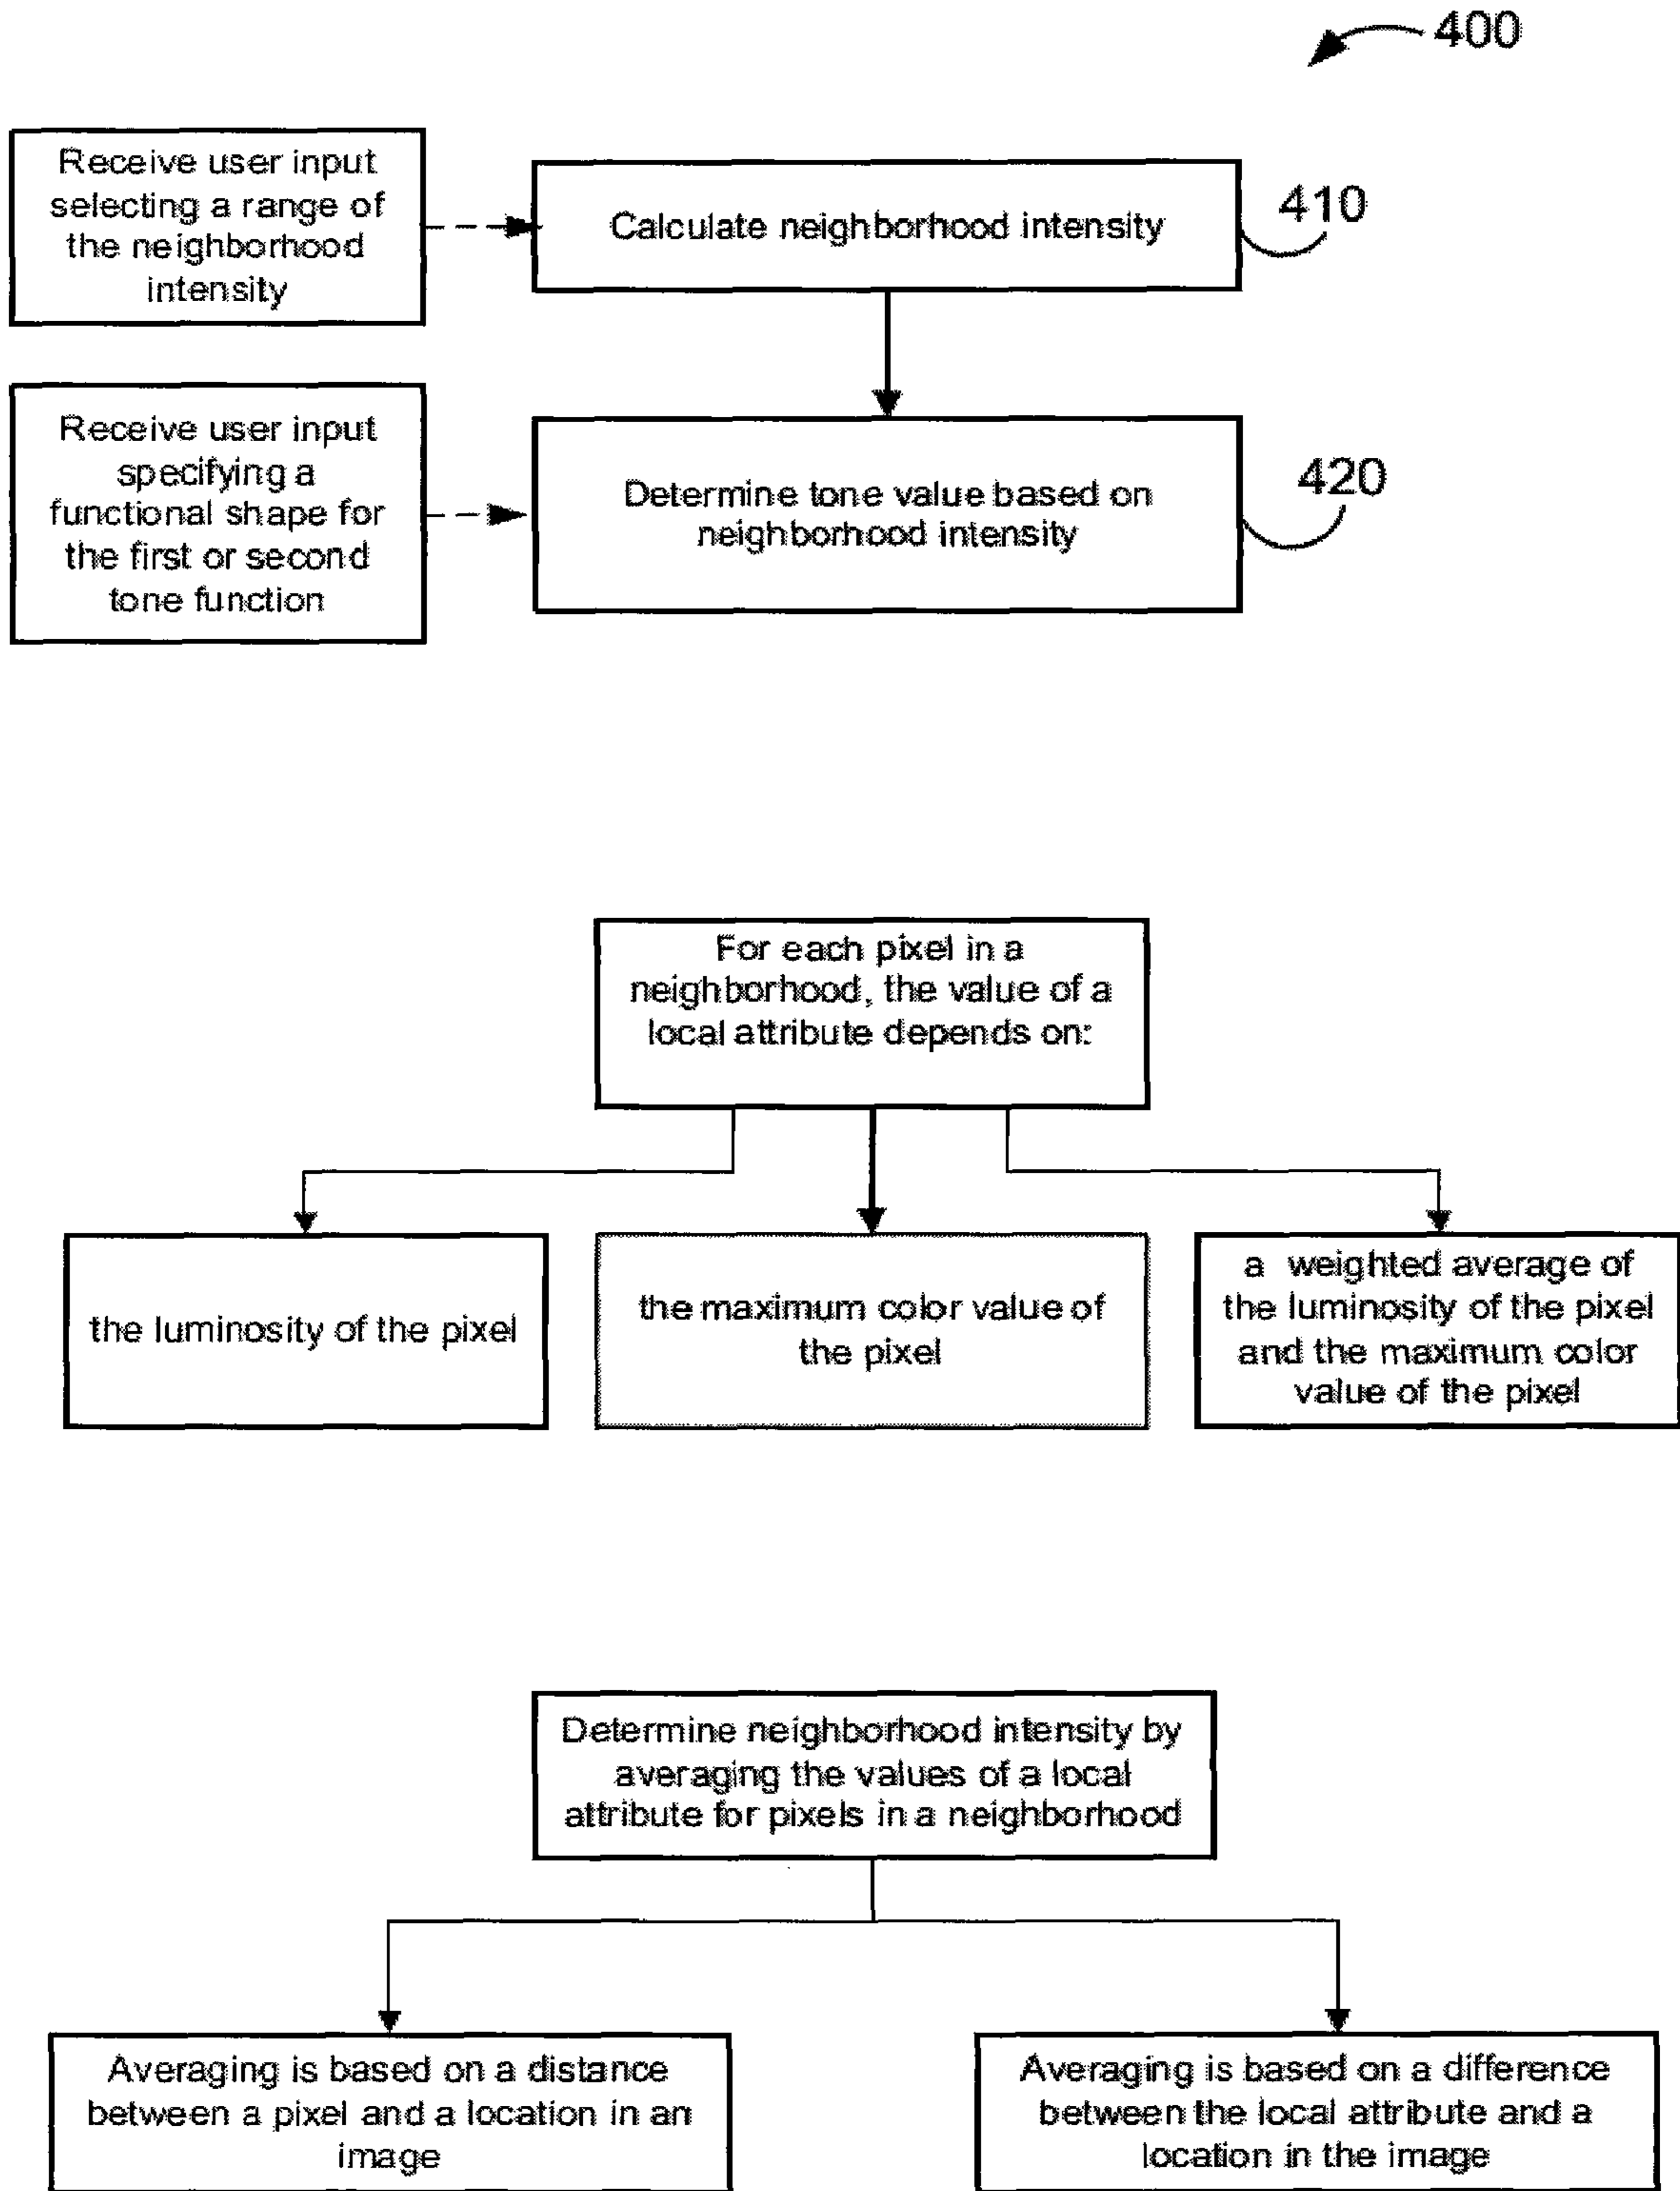 400
Receive user input
selecting a range of
the neighborhood
intensity
Calculate neighborhood intensity
410
Receive user input
specifying a
functional shape for
the first or second
tone function
Determine tone value based on
neighborhood intensity
420
For each pixel in a
neighborhood, the value of a
local attribute depends on:
the luminosity of the pixel
the maximum color value of
the pixel
a weighted average of
the luminosity of the pixel
and the maximum color
value of the pixel
Determine neighborhood intensity by
averaging the values of a local
attribute for pixels in a neighborhood
Averaging is based on a distance
between a pixel and a location in an
image
Averaging is based on a difference
between the local attribute and a
location in the image